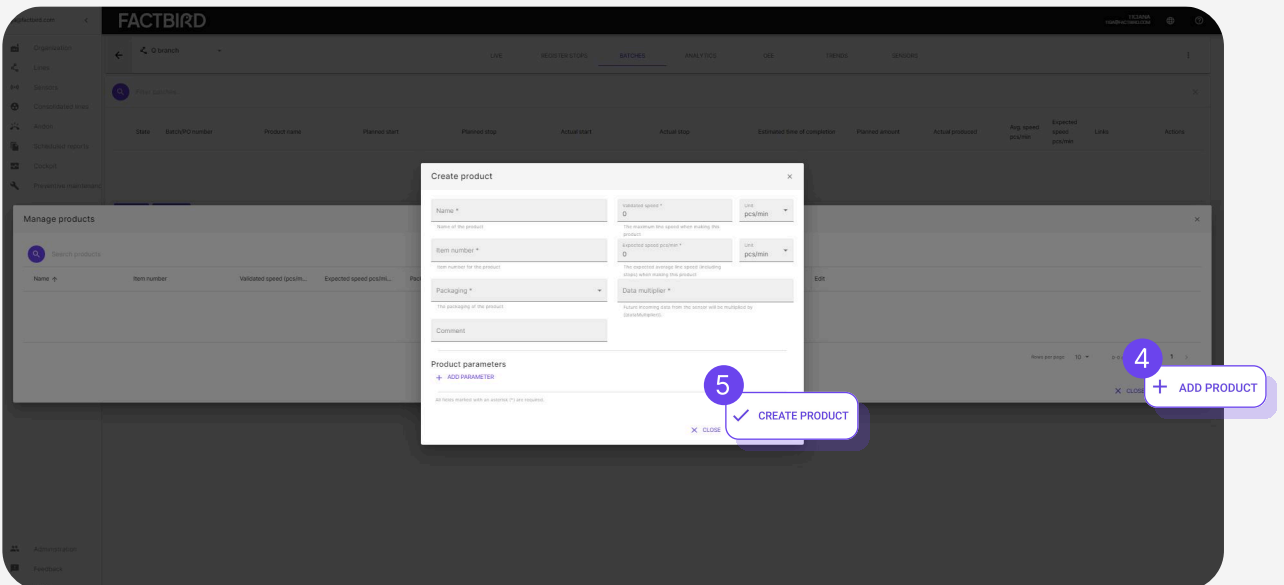 FACTBIRD
Organisation
Lines
Sensors
Consolidated lines
Andon
Scheduled reports
Connect
Preventive maintenance
Administration
Feedback
LIVE
REGISTER STOPS
BATCHES
ANALYTICS
OEE
TRENDS
SENSORS
State
Batch/PO number
Product name
Planned start
Planned stop
Actual start
Actual stop
Estimated time of completion
Planned amount
Actual produced
Avg. speed pcs/min
Expected speed pcs/min
Links
Actions
Manage products
Search products
Name
Item number
Validated speed (pcs/m...
Expected speed pcs/mi...
Edit
Rows per page: 10
CLOSE
4
ADD PRODUCT
Create product
Name *
Name of the product
Validated speed *
0
Unit
pcs/min
The maximum line speed when making this
product
Item number *
Item number for the product
Expected speed pcs/min *
0
Unit
pcs/min
The expected average line speed (including
stops) when making this product
Packaging *
The packaging of the product
Data multiplier *
Future incoming data from the sensor will be multiplied by
Comment
Product parameters
+ ADD PARAMETER
All fields marked with an asterisk (*) are required.
CLOSE
5
CREATE PRODUCT